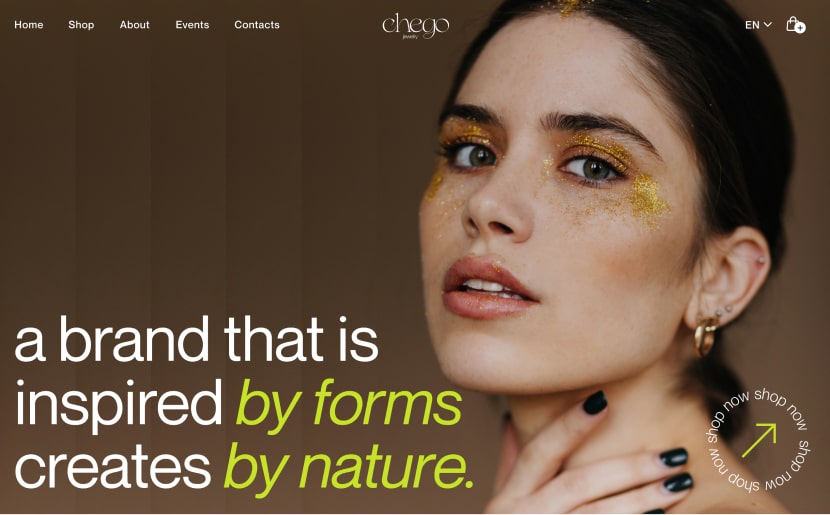 Home Shop About Events Contacts
chego
jewelry
EN
a brand that is
inspired by forms
creates by nature.
shop now shop now shop now shop now